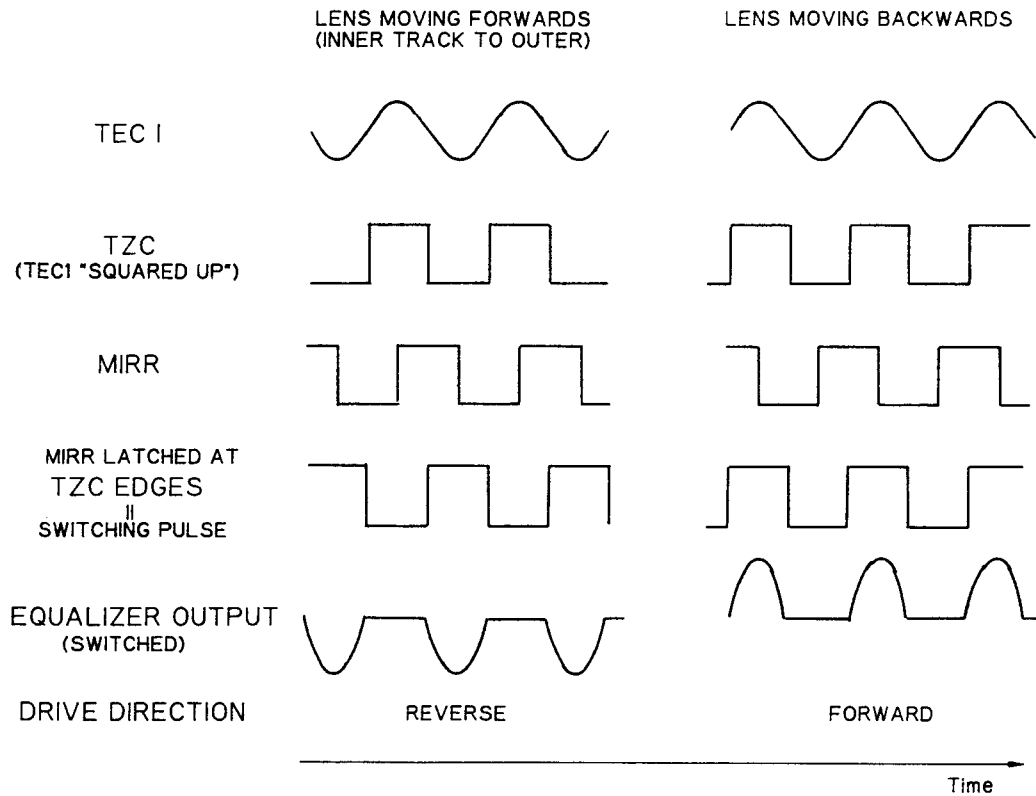 LENS MOVING FORWARDS
(INNER TRACK TO OUTER)
LENS MOVING BACKWARDS
TEC 1
TZC
(TEC1 "SQUARED UP")
MIRR
MIRR LATCHED AT
TZC EDGES
=
SWITCHING PULSE
EQUALIZER OUTPUT
(SWITCHED)
DRIVE DIRECTION
REVERSE
FORWARD
Time